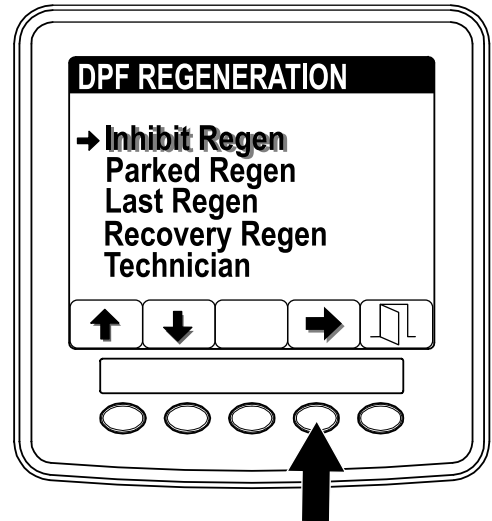 DPF REGENERATION
Inhibit Regen
Parked Regen
Last Regen
Recovery Regen
Technician